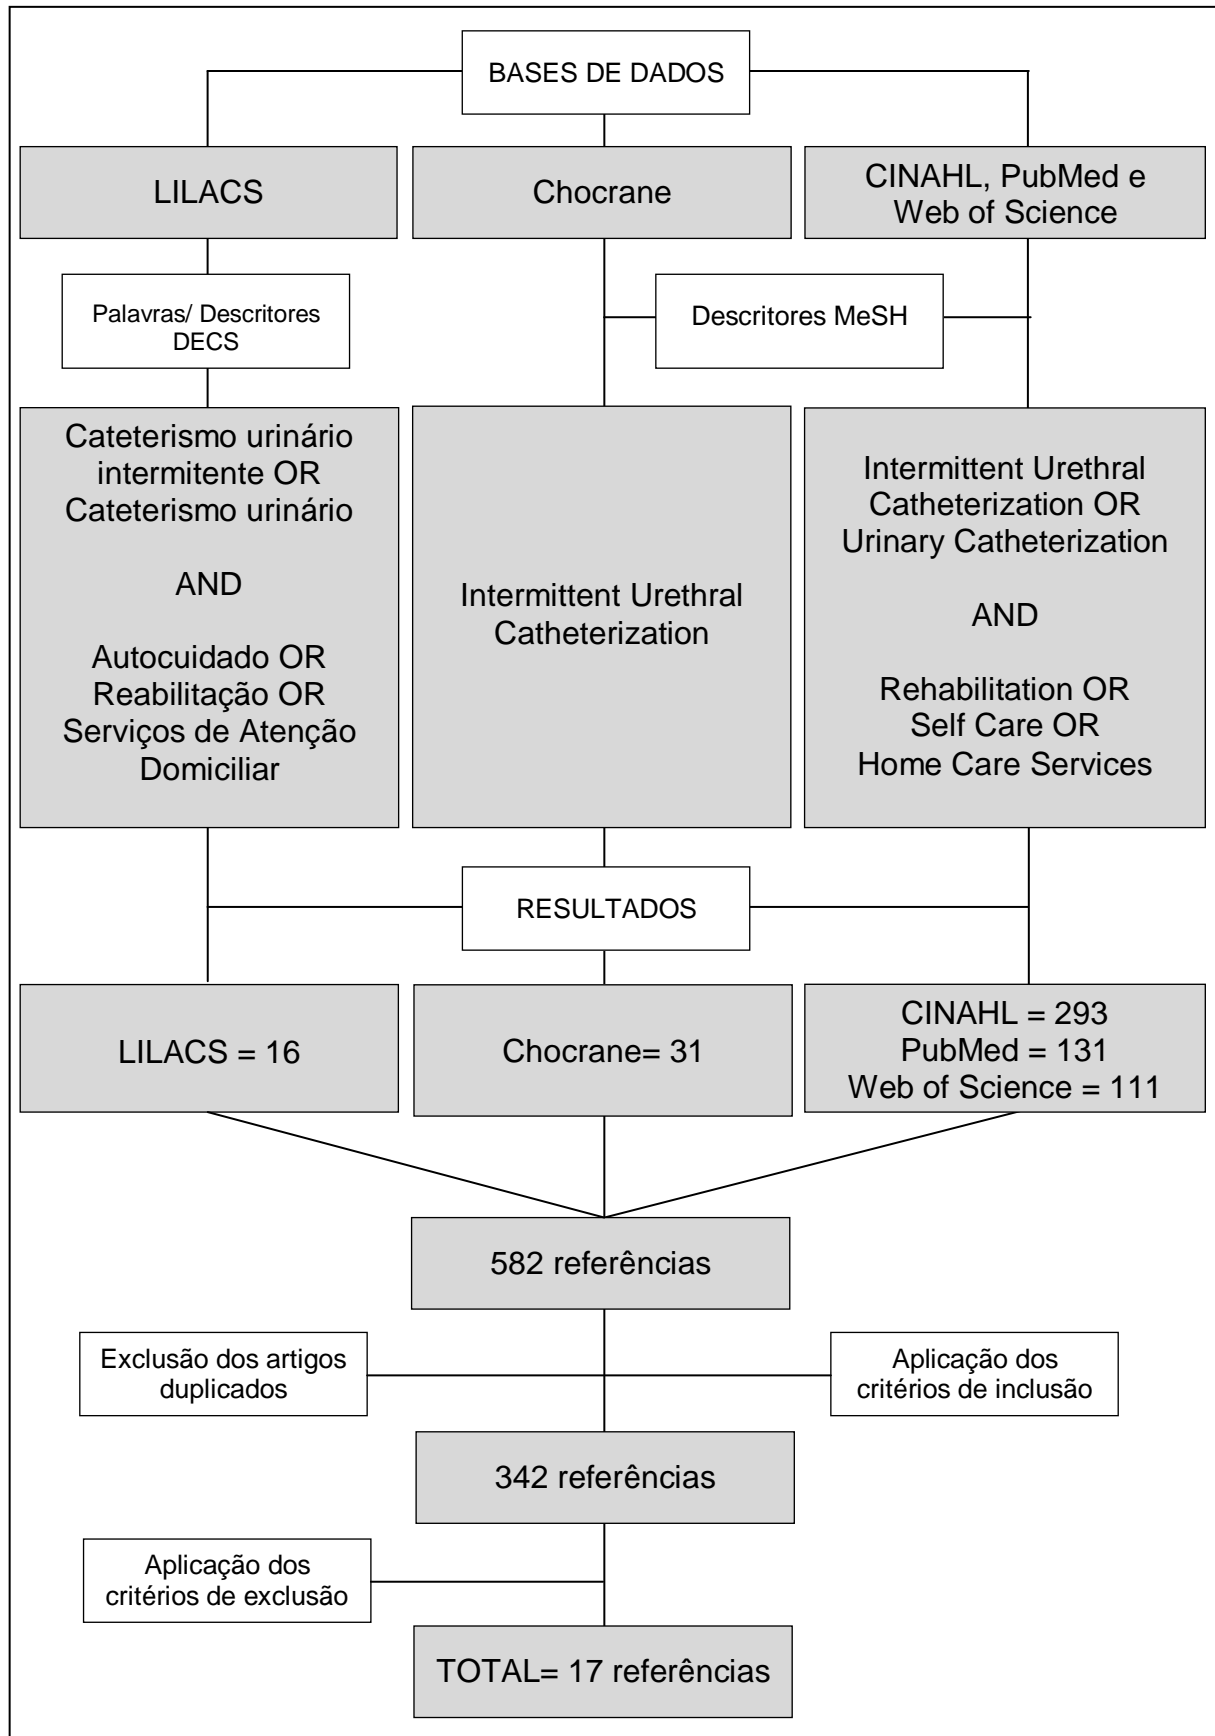 BASES DE DADOS
LILACS
Chocrane
CINAHL, PubMed e
Web of Science
Palavras/ Descritores
DECS
Descritores MeSH
Cateterismo urinário
intermitente OR
Cateterismo urinário
AND
Autocuidado OR
Reabilitação OR
Serviços de Atenção
Domiciliar
Intermittent Urethral
Catheterization
Intermittent Urethral
Catheterization OR
Urinary Catheterization
AND
Rehabilitation OR
Self Care OR
Home Care Services
RESULTADOS
LILACS = 16
Chocrane= 31
CINAHL = 293
PubMed = 131
Web of Science = 111
582 referências
Exclusão dos artigos
duplicados
Aplicação dos
critérios de inclusão
342 referências
Aplicação dos
critérios de exclusão
TOTAL= 17 referências